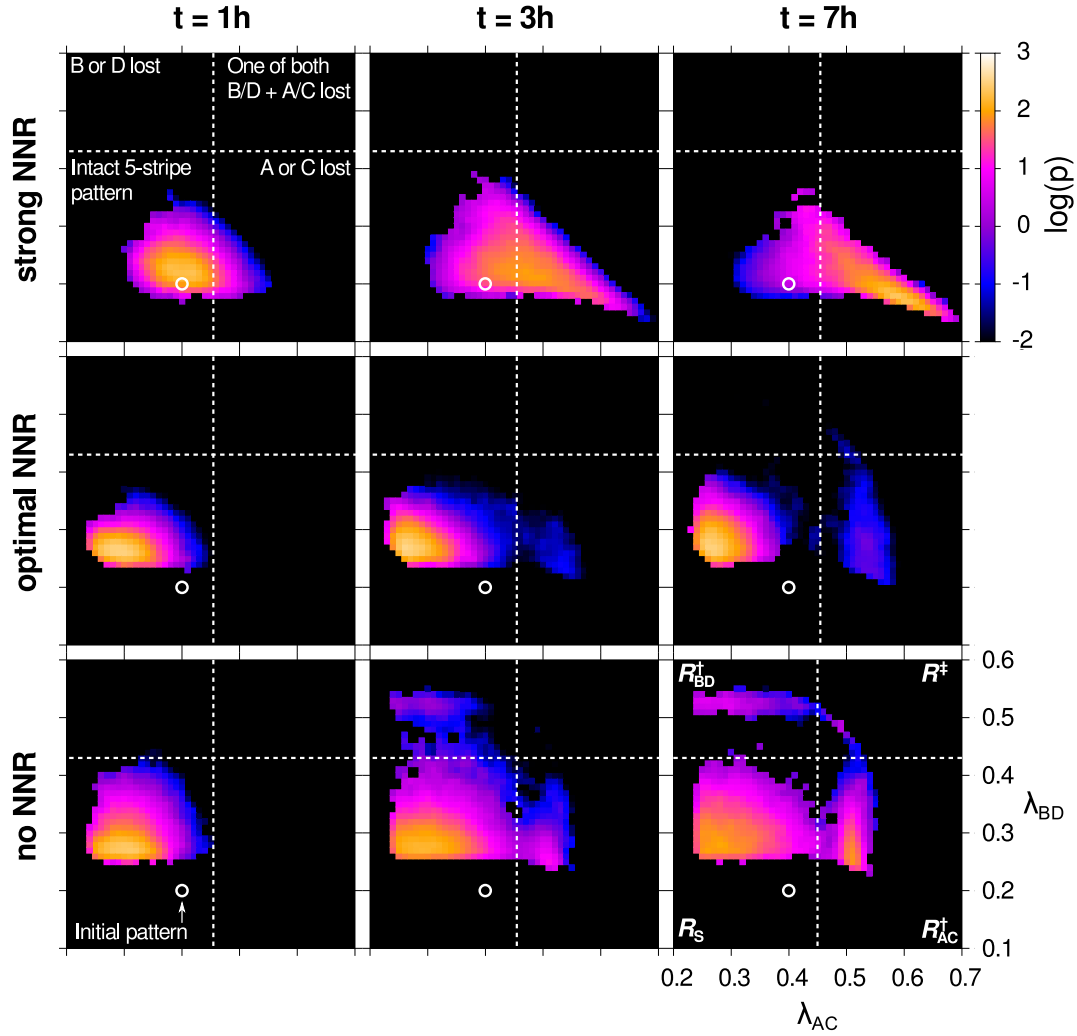 t = 1h
t = 3h
t = 7h
strong NNR
B or D lost
One of both
B/D + A/C lost
Intact 5-stripe
pattern
A or C lost
3
2
1
0
-1
-2
log(p)
optimal NNR
no NNR
Initial pattern
R†BD
R‡
RS
R†AC
0.6
0.5
0.4
0.3
0.2
0.1
λBD
0.2
0.3
0.4
0.5
0.6
0.7
λAC